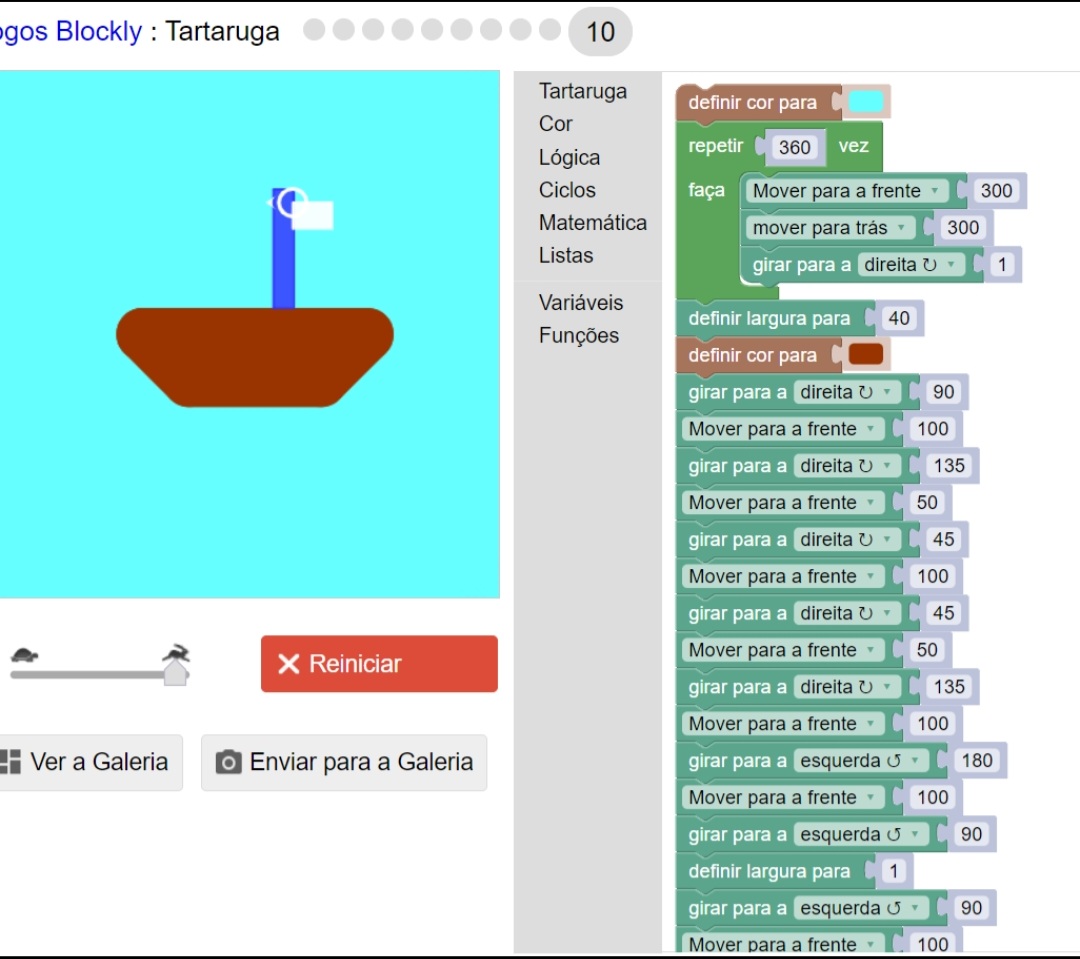 ogos Blockly : Tartaruga 10
Tartaruga
Cor
Lógica
Ciclos
Matemática
Listas
Variáveis
Funções
definir cor para
repetir 360 vez
faça Mover para a frente 300
mover para trás 300
girar para a direita ↻ 1
definir largura para 40
definir cor para
girar para a direita ↻ 90
Mover para a frente 100
girar para a direita ↻ 135
Mover para a frente 50
girar para a direita ↻ 45
Mover para a frente 100
girar para a direita ↻ 45
Mover para a frente 50
girar para a direita ↻ 135
Mover para a frente 100
girar para a esquerda ↺ 180
Mover para a frente 100
girar para a esquerda ↺ 90
definir largura para 1
girar para a esquerda ↺ 90
Mover para a frente 100
Reiniciar
Ver a Galeria
Enviar para a Galeria